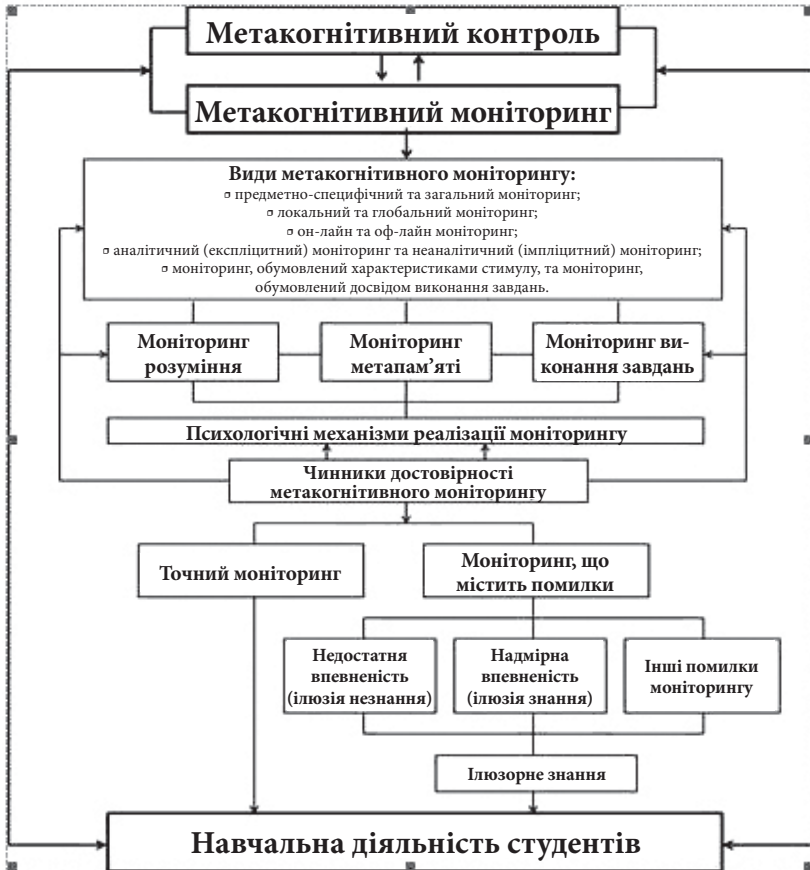 Метакогнітивний контроль
Метакогнітивний моніторинг
Види метакогнітивного моніторингу:
▫ предметно-специфічний та загальний моніторинг;
▫ локальний та глобальний моніторинг;
▫ он-лайн та оф-лайн моніторинг;
▫ аналітичний (експліцитний) моніторинг та неаналітичний (імпліцитний) моніторинг;
▫ моніторинг, обумовлений характеристиками стимулу, та моніторинг,
обумовлений досвідом виконання завдань.
Моніторинг
розуміння
Моніторинг
метапам’яті
Моніторинг ви-
конання завдань
Психологічні механізми реалізації моніторингу
Чинники достовірності
метакогнітивного моніторингу
Точний моніторинг
Моніторинг, що
містить помилки
Недостатня
впевненість
(ілюзія незнання)
Надмірна
впевненість
(ілюзія знання)
Інші помилки
моніторингу
Ілюзорне знання
Навчальна діяльність студентів